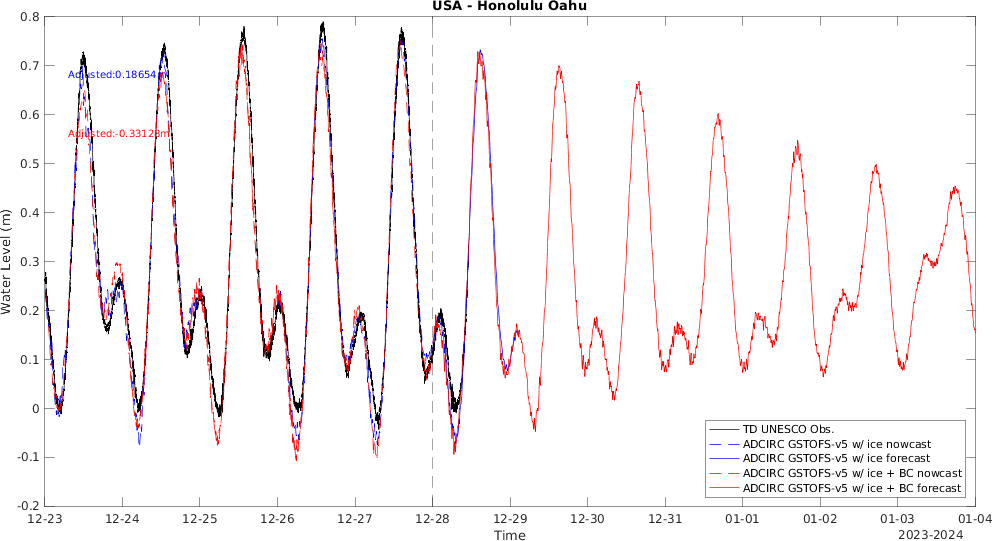 USA - Honolulu Oahu
0.8
0.7
0.6
0.5
0.4
0.3
0.2
0.1
0
-0.1
-0.2
Water Level (m)
Adjusted:0.18654m
Adjusted:-0.33123m
TD UNESCO Obs.
ADCIRC GSTOFS-v5 w/ ice nowcast
ADCIRC GSTOFS-v5 w/ ice forecast
ADCIRC GSTOFS-v5 w/ ice + BC nowcast
ADCIRC GSTOFS-v5 w/ ice + BC forecast
12-23 12-24 12-25 12-26 12-27 12-28 12-29 12-30 12-31 01-01 01-02 01-03 01-04
Time
2023-2024